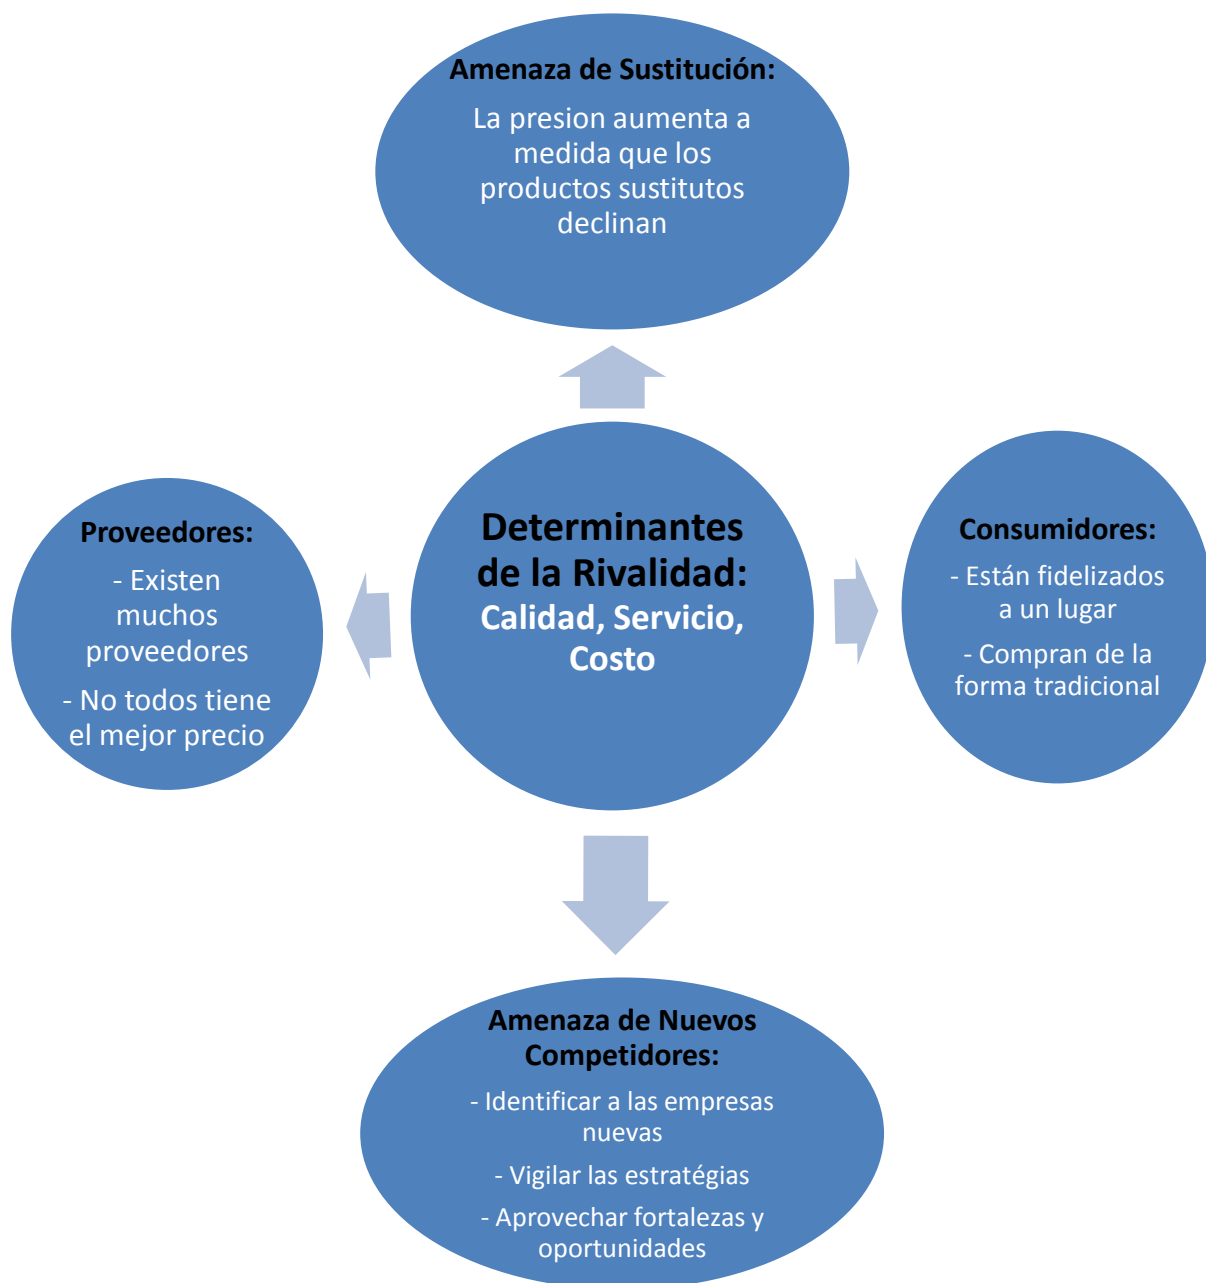 Amenaza de Sustitución:
La presion aumenta a
medida que los
productos sustitutos
declinan
Proveedores:
- Existen
muchos
proveedores
- No todos tiene
el mejor precio
Determinantes
de la Rivalidad:
Calidad, Servicio,
Costo
Consumidores:
- Están fidelizados
a un lugar
- Compran de la
forma tradicional
Amenaza de Nuevos
Competidores:
- Identificar a las empresas
nuevas
- Vigilar las estratégias
- Aprovechar fortalezas y
oportunidades